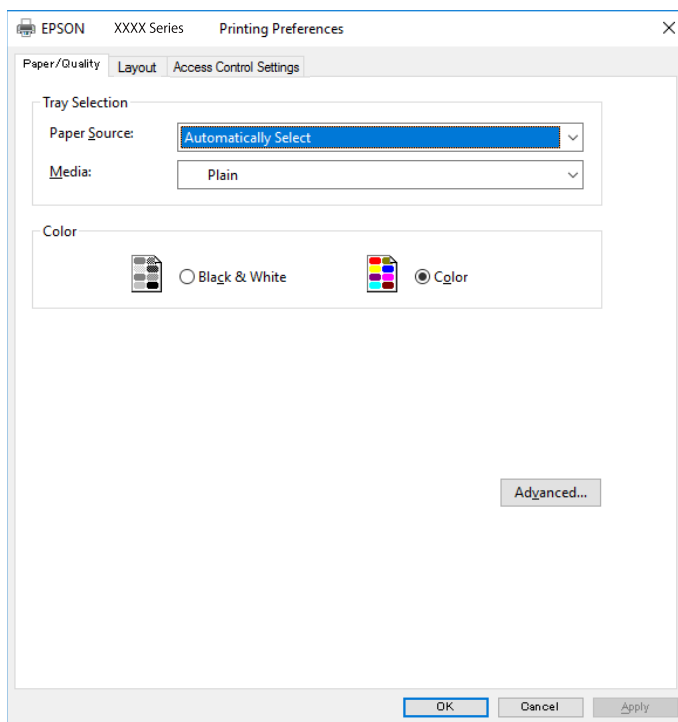 EPSON XXXX Series Printing Preferences
Paper/Quality Layout Access Control Settings
Tray Selection
Paper Source: Automatically Select
Media: Plain
Color
Black & White Color
Advanced...
OK Cancel Apply